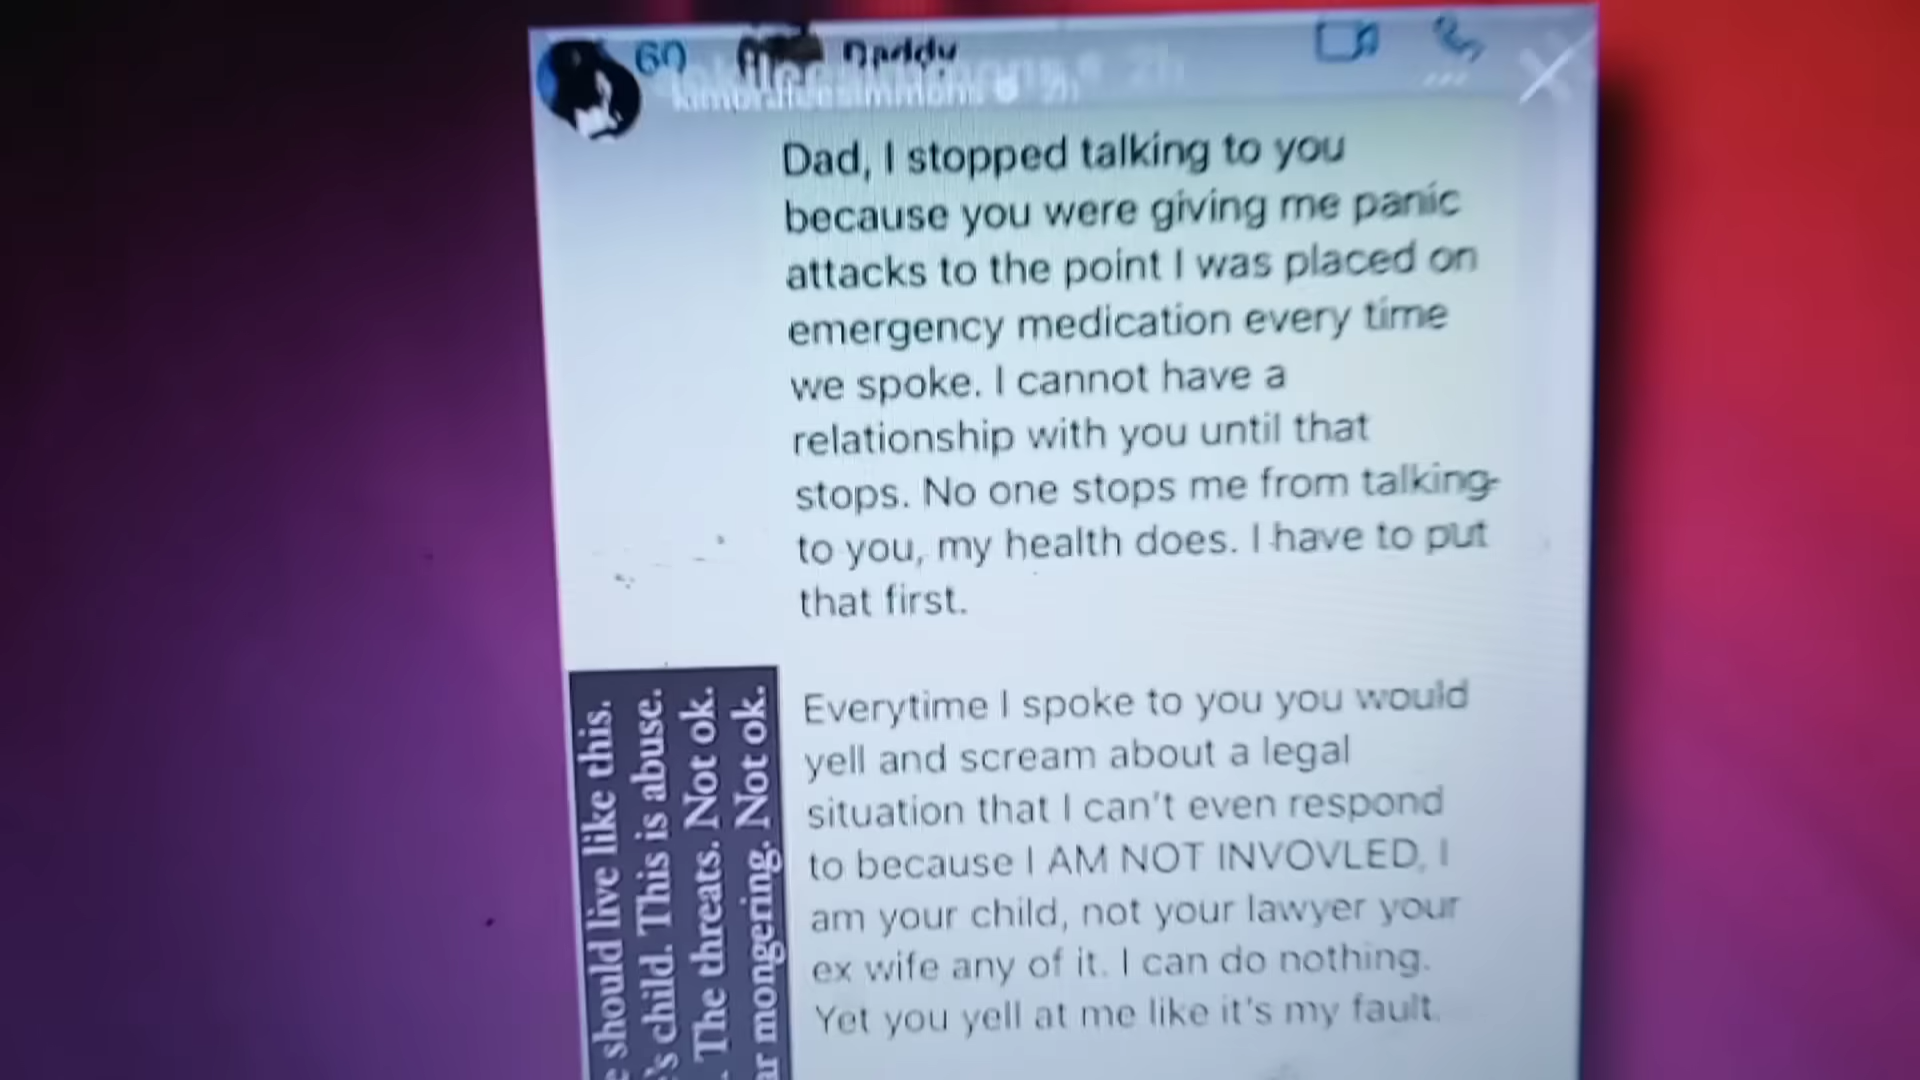 60
Daddy
kimoraleesimmons 2h
Dad, I stopped talking to you
because you were giving me panic
attacks to the point I was placed on
emergency medication every time
we spoke. I cannot have a
relationship with you until that
stops. No one stops me from talking
to you, my health does. I have to put
that first.
Everytime I spoke to you you would
yell and scream about a legal
situation that I can't even respond
to because I AM NOT INVOVLED, I
am your child, not your lawyer your
ex wife any of it. I can do nothing.
Yet you yell at me like it's my fault.
should live like this.
's child. This is abuse.
. The threats. Not ok.
mongering. Not ok.